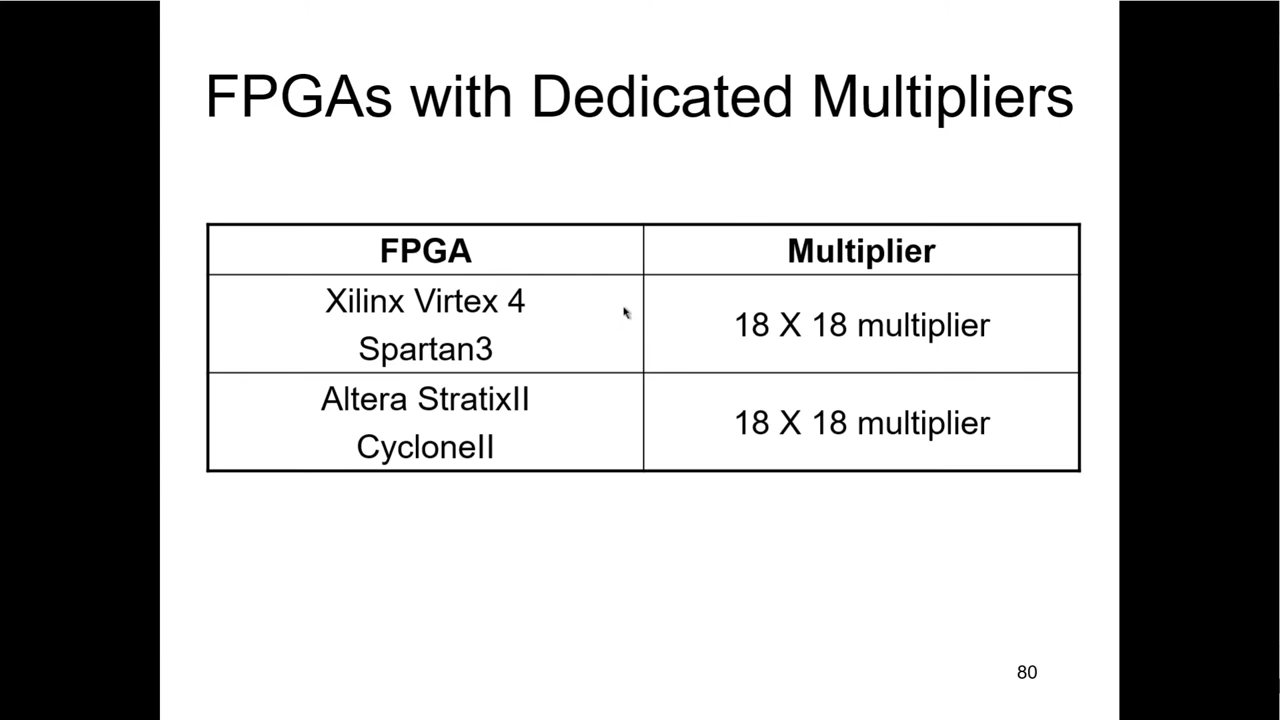 FPGAs with Dedicated Multipliers
FPGA
Multiplier
Xilinx Virtex 4
Spartan3
18 X 18 multiplier
Altera StratixII
CycloneII
18 X 18 multiplier
80